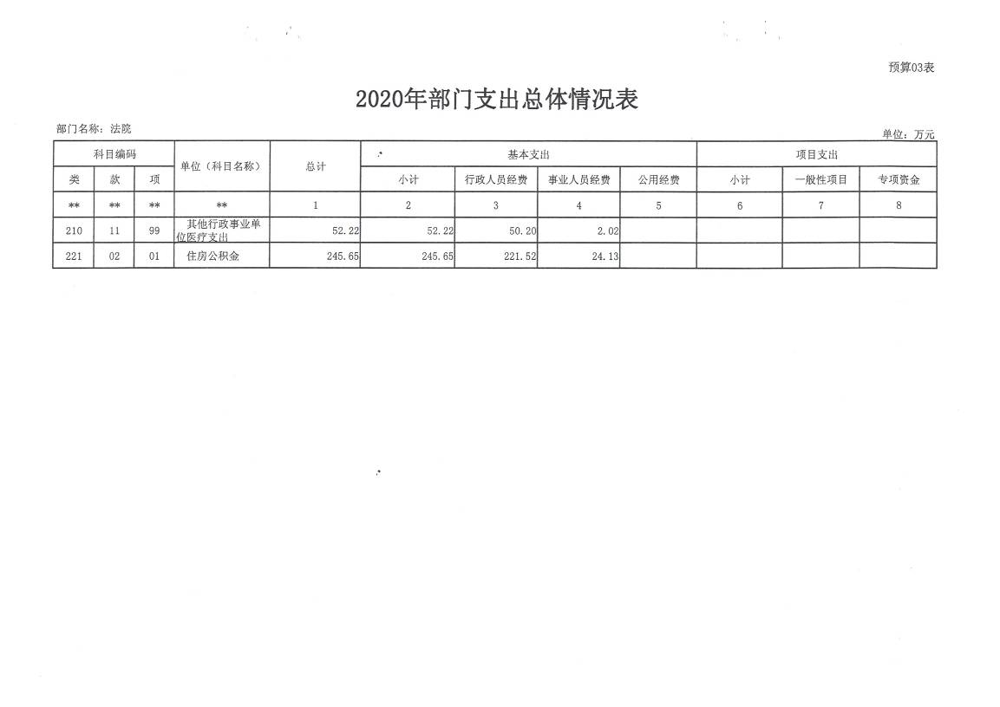 预算03表
2020年部门支出总体情况表
部门名称：法院
单位：万元
科目编码 单位（科目名称） 总计 基本支出 项目支出
类 款 项 小计 行政人员经费 事业人员经费 公用经费 小计 一般性项目 专项资金
** ** ** ** 1 2 3 4 5 6 7 8
210 11 99 其他行政事业单 52.22 52.22 50.20 2.02
位医疗支出
221 02 01 住房公积金 245.65 245.65 221.52 24.13